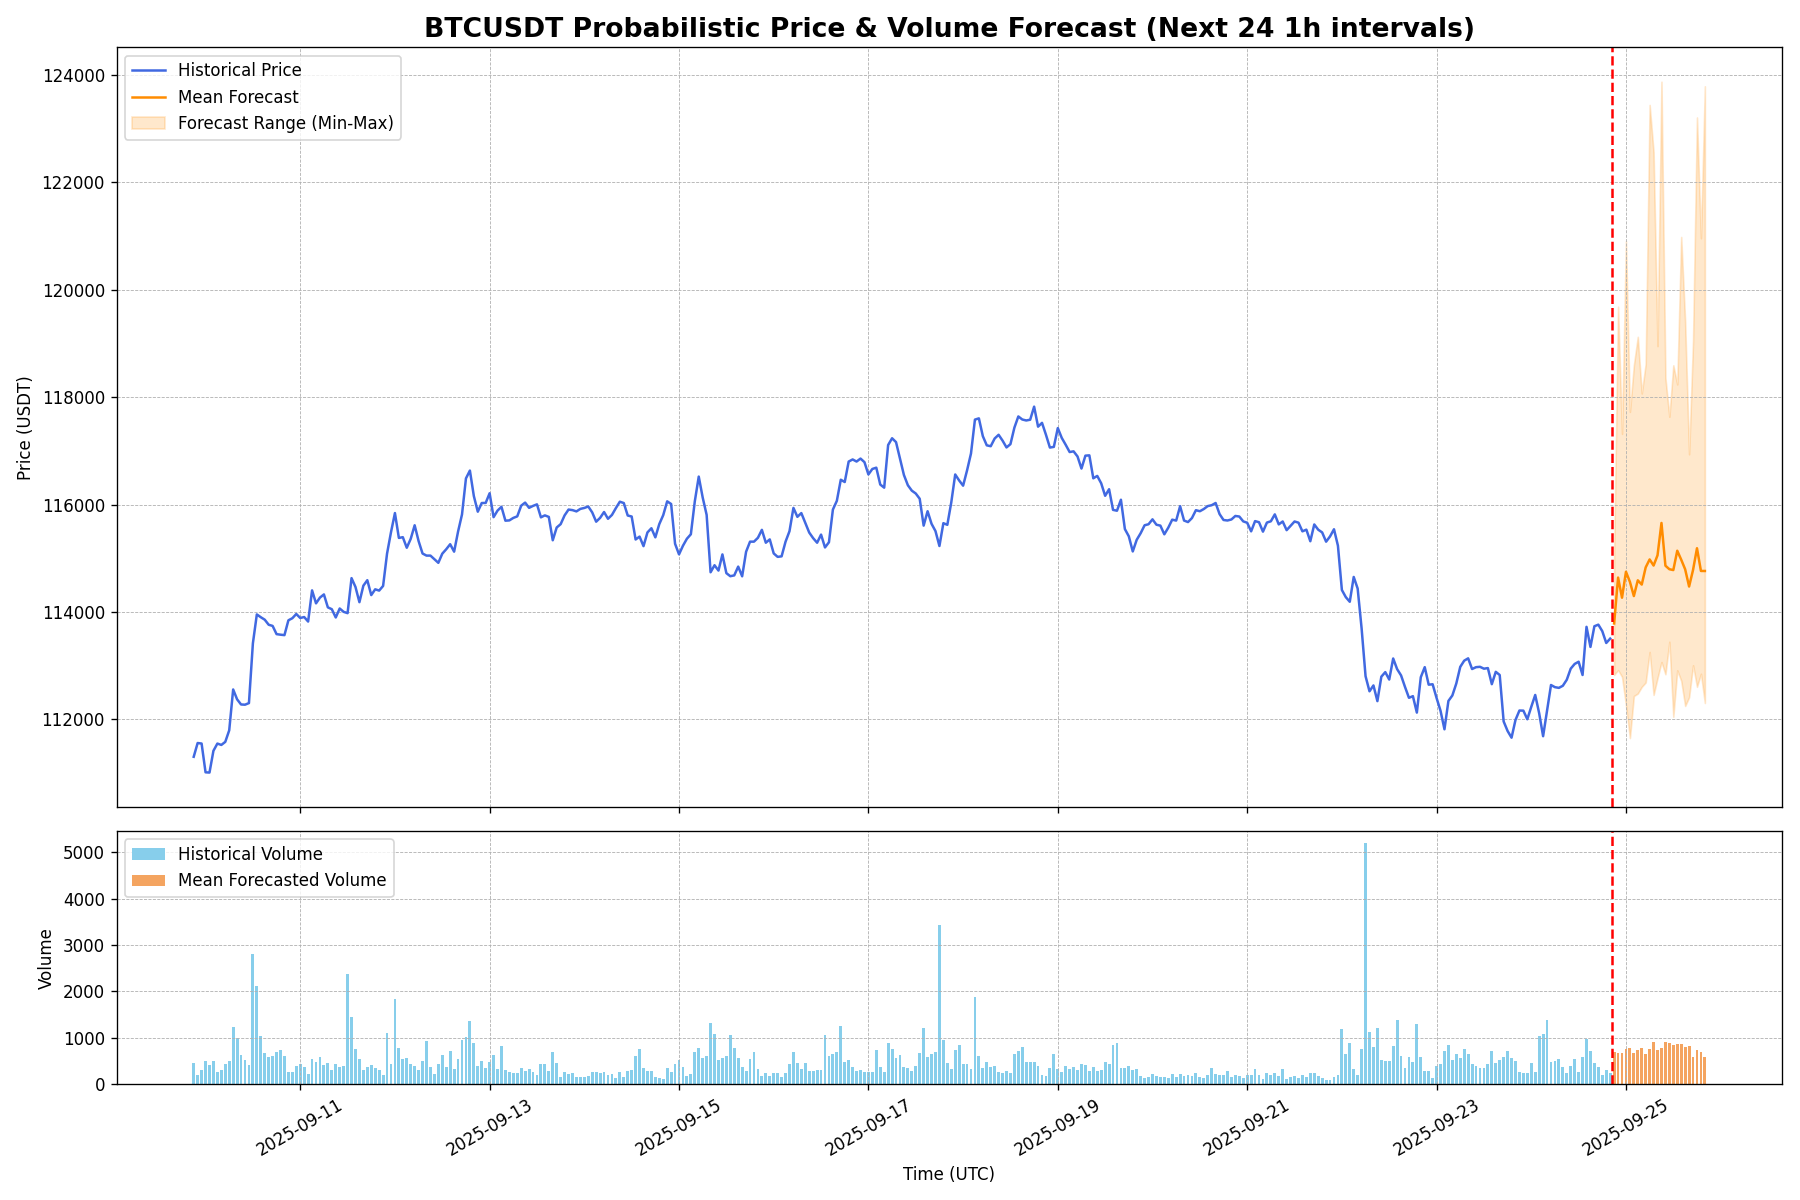 BTCUSDT Probabilistic Price & Volume Forecast (Next 24 1h intervals)
Historical Price
Mean Forecast
Forecast Range (Min-Max)
124000
122000
120000
118000
116000
114000
112000
Price (USDT)
Historical Volume
Mean Forecasted Volume
5000
4000
3000
2000
1000
0
Volume
2025-09-11
2025-09-13
2025-09-15
2025-09-17
2025-09-19
2025-09-21
2025-09-23
2025-09-25
Time (UTC)